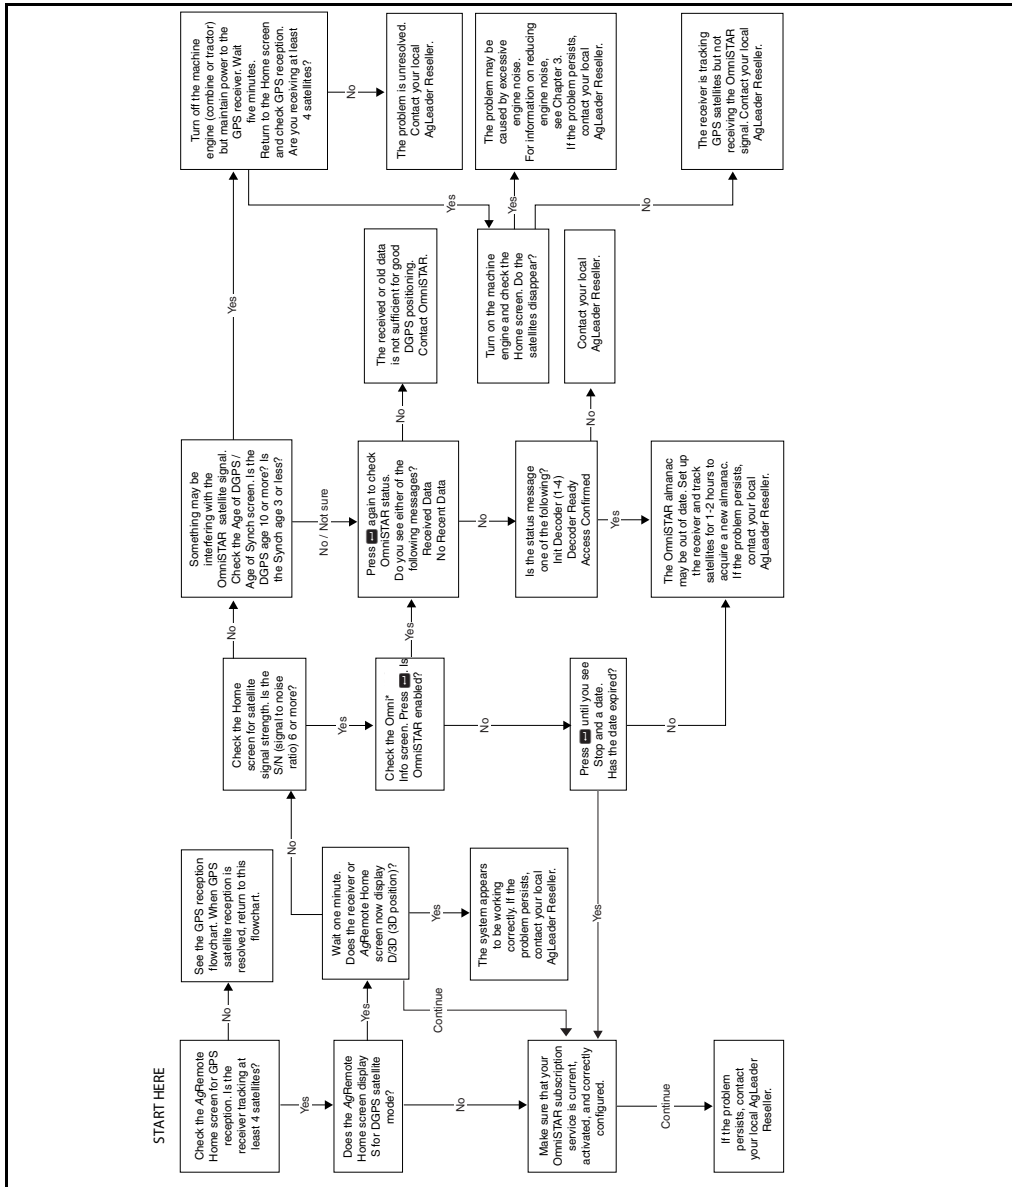 START HERE
Check the AgRemote
Home screen for GPS
reception. Is the
receiver tracking at
least 4 satellites?
No
See the GPS reception
flowchart. When GPS
satellite reception is
resolved, return to this
flowchart.
Yes
Does the AgRemote
Home screen display
S for DGPS satellite
mode?
Yes
Wait one minute.
Does the receiver or
AgRemote Home
screen now display
D/3D (3D position)?
No
Yes
The system appears
to be working
correctly. If the
problem persists,
contact your local
AgLeader Reseller.
Continue
No
Make sure that your
OmniSTAR subscription
service is current,
activated, and correctly
configured.
Continue
If the problem
persists, contact
your local AgLeader
Reseller.
Check the Home
screen for satellite
signal strength. Is the
S/N (signal to noise
ratio) 6 or more?
No
Yes
Check the Omni*
Info screen. Press . Is
OmniSTAR enabled?
Yes
No
Press  until you see
Stop and a date.
Has the date expired?
Yes
No
Something may be
interfering with the
OmniSTAR satellite signal.
Check the Age of DGPS /
Age of Synch screen. Is the
DGPS age 10 or more? Is
the Synch age 3 or less?
Yes
No / Not sure
Press  again to check
OmniSTAR status.
Do you see either of the
following messages?
Received Data
No Recent Data
No
The received or old data
is not sufficient for good
DGPS positioning.
Contact OmniSTAR.
No
Is the status message
one of the following?
Init Decoder (1-4)
Decoder Ready
Access Confirmed
No
Contact your local
AgLeader Reseller.
Yes
The OmniSTAR almanac
may be out of date. Set up
the receiver and track
satellites for 1-2 hours to
acquire a new almanac.
If the problem persists,
contact your local
AgLeader Reseller.
Turn off the machine
engine (combine or tractor)
but maintain power to the
GPS receiver. Wait
five minutes.
Return to the Home screen
and check GPS reception.
Are you receiving at least
4 satellites?
No
The problem is unresolved.
Contact your local
AgLeader Reseller.
Yes
Turn on the machine
engine and check the
Home screen. Do the
satellites disappear?
Yes
The problem may be
caused by excessive
engine noise.
For information on reducing
engine noise,
see Chapter 3.
If the problem persists,
contact your local
AgLeader Reseller.
No
The receiver is tracking
GPS satellites but not
receiving the OmniSTAR
signal. Contact your local
AgLeader Reseller.